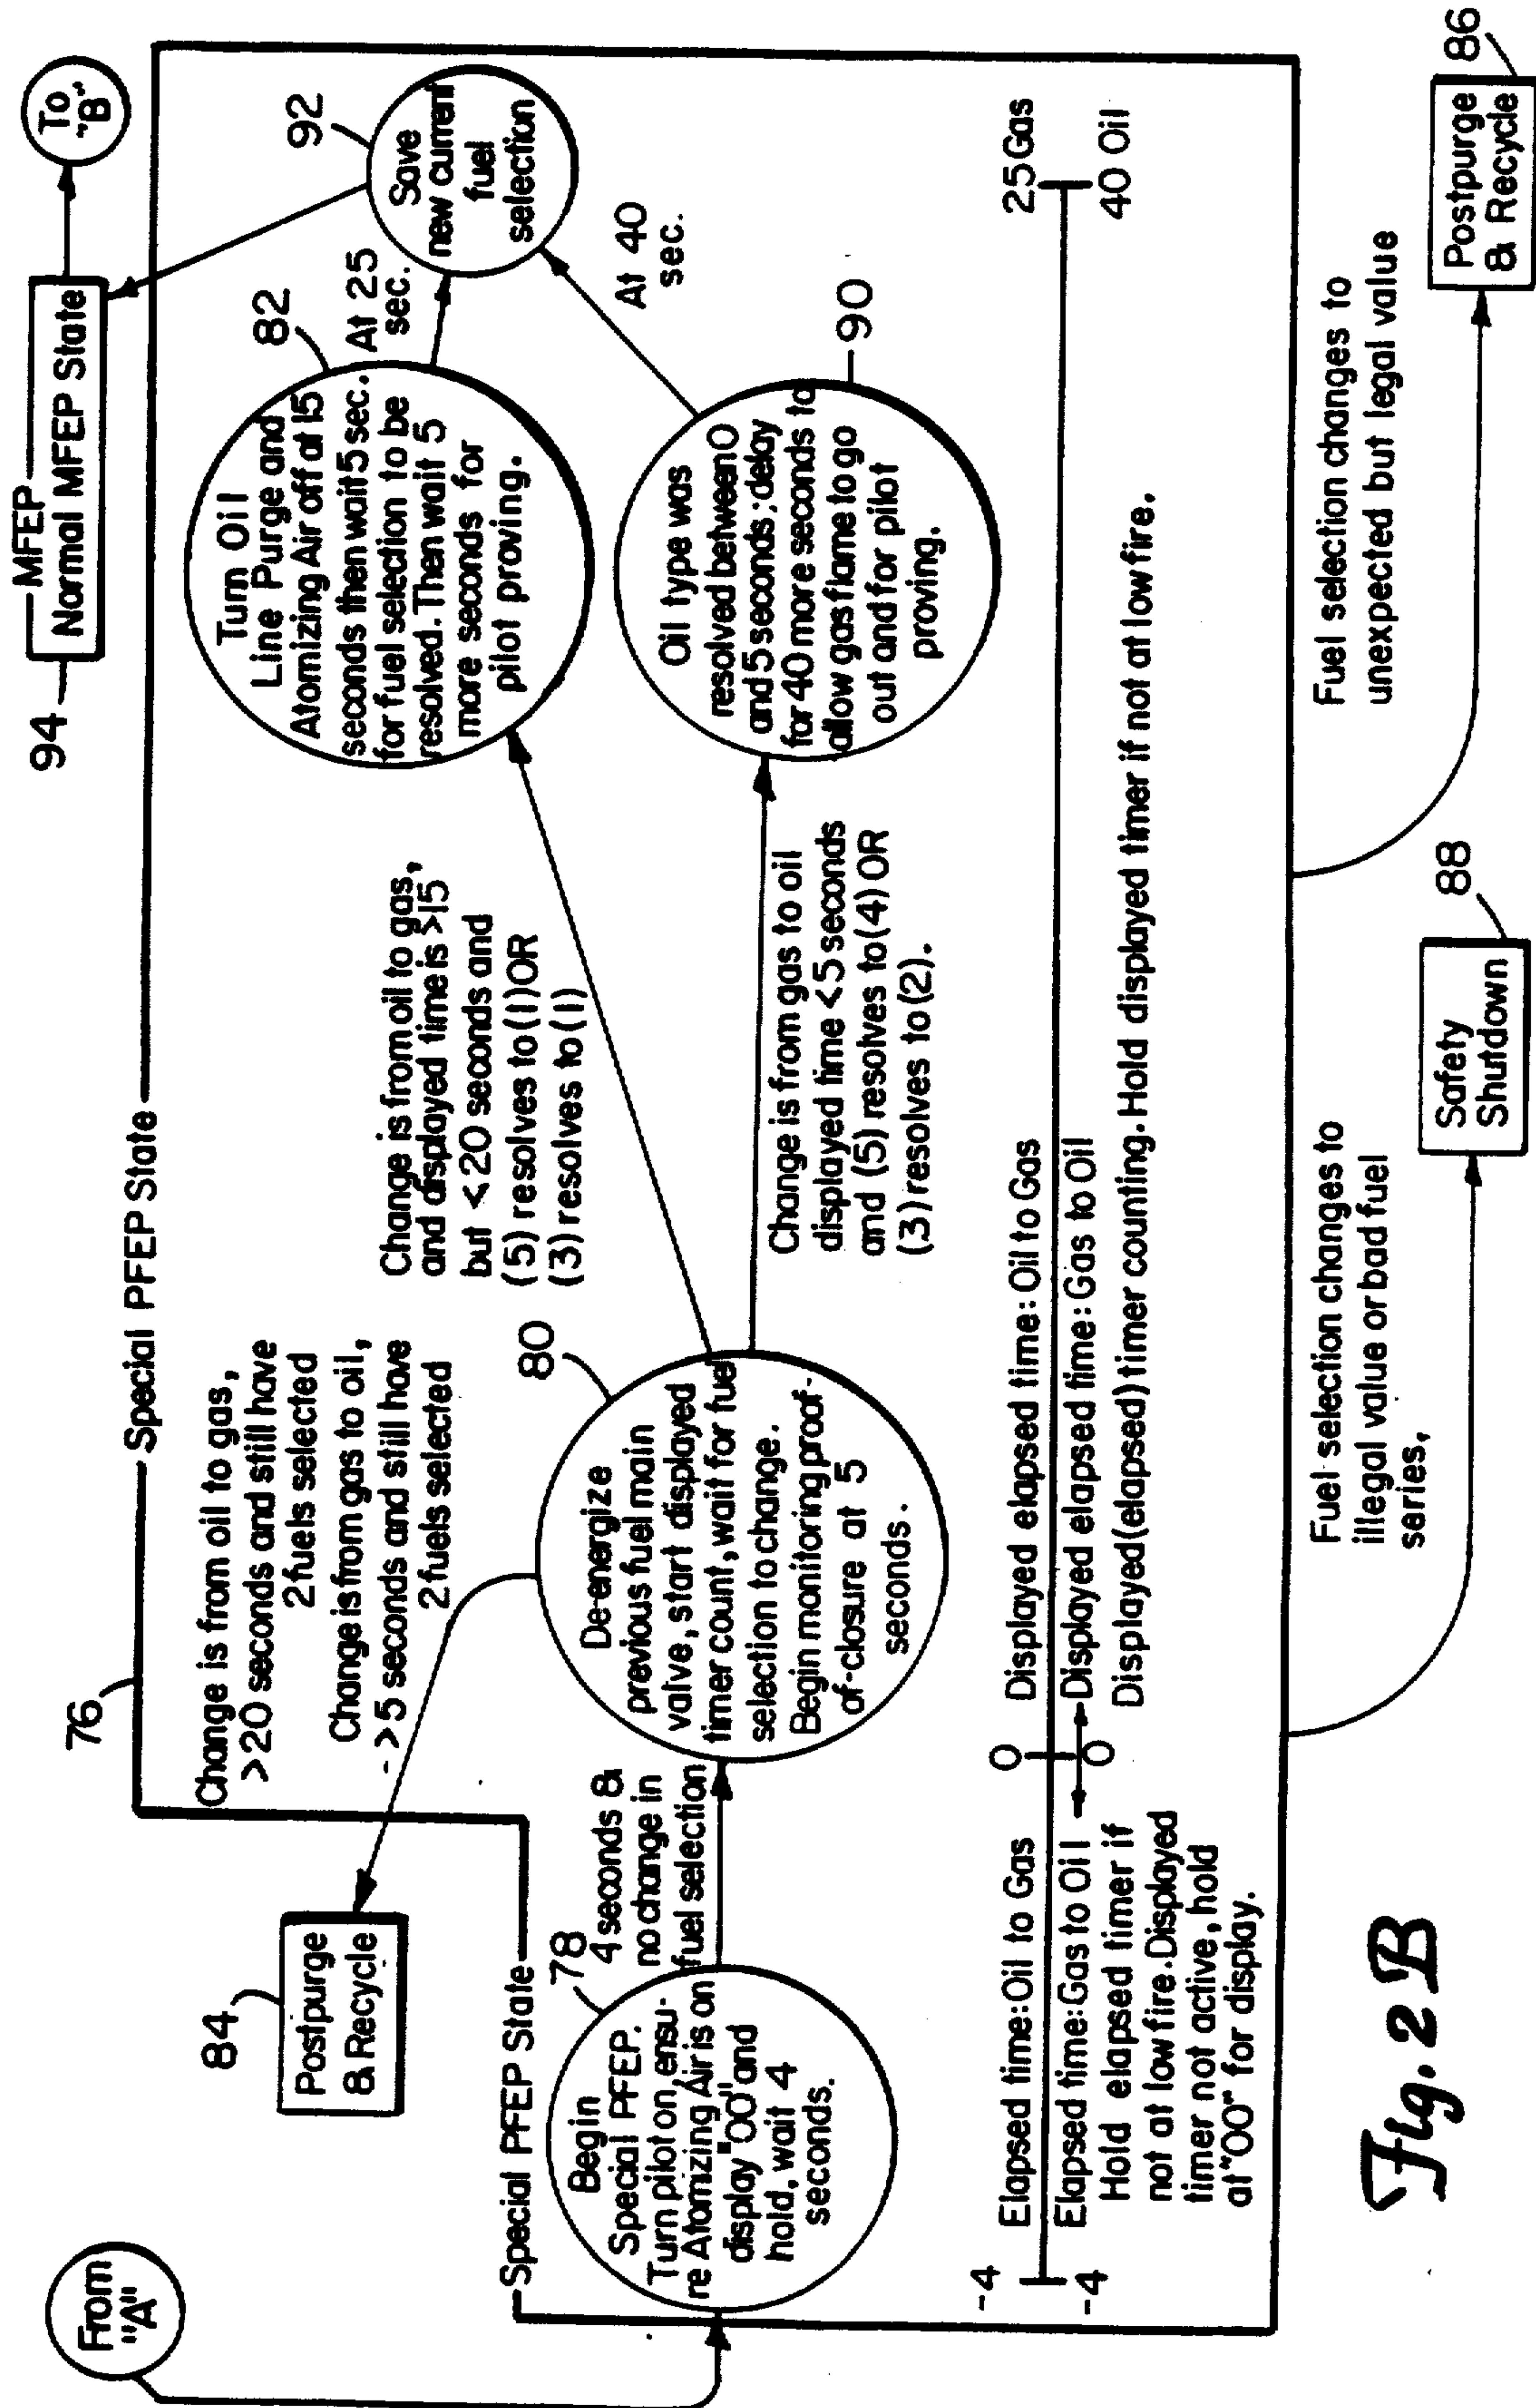 From
"A"
To
"B"
MFEP
Normal MFEP State
94
76
Special PFEP State
Special PFEP State
84
Postpurge
& Recycle
Change is from oil to gas,
>20 seconds and still have
2 fuels selected
Change is from gas to oil,
>5 seconds and still have
2 fuels selected
78
Begin
Special PFEP.
Turn pilot on, ensu-
re Atomizing Air is on
display "00" and
hold, wait 4
seconds.
4 seconds &
no change in
fuel selection
80
De-energize
previous fuel main
valve, start displayed
timer count, wait for fuel
selection to change.
Begin monitoring proof-
of-closure at 5
seconds.
Change is from oil to gas,
and displayed time is >15
but <20 seconds and
(5) resolves to (1) OR
(3) resolves to (1)
Change is from gas to oil
displayed time <5 seconds
and (5) resolves to (4) OR
(3) resolves to (2).
82
Turn Oil
Line Purge and
Atomizing Air off at 15
seconds then wait 5 sec.
for fuel selection to be
resolved. Then wait 5
more seconds for
pilot proving.
At 25
sec.
90
Oil type was
resolved between 0
and 5 seconds; delay
for 40 more seconds to
allow gas flame to go
out and for pilot
proving.
At 40
sec.
92
Save
new current
fuel
selection
-4
Elapsed time: Oil to Gas
0
Displayed elapsed time: Oil to Gas
25 Gas
-4
Elapsed time: Gas to Oil
0
Displayed elapsed time: Gas to Oil
40 Oil
Hold elapsed timer if
not at low fire. Displayed
timer not active, hold
at "00" for display.
Displayed (elapsed) timer counting. Hold displayed timer if not at low fire.
Fuel selection changes to
illegal value or bad fuel
series,
88
Safety
Shutdown
Fuel selection changes to
unexpected but legal value
86
Postpurge
& Recycle
Fig. 2B